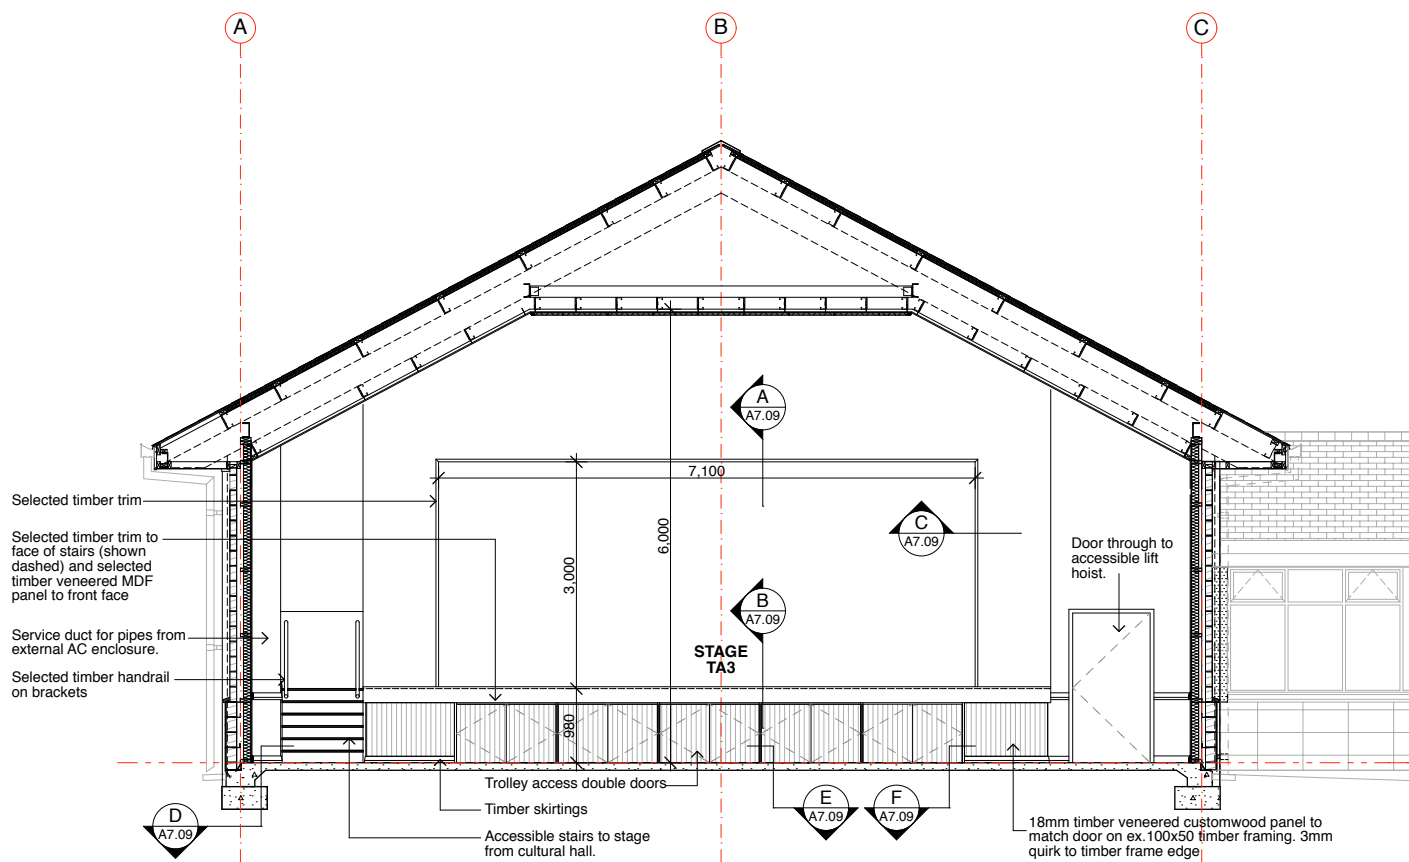 A
B
C
A
A7.09
7,100
Selected timber trim
6,000
C
A7.09
Selected timber trim to
face of stairs (shown
dashed) and selected
timber veneered MDF
panel to front face
Door through to
accessible lift
hoist.
3,000
B
A7.09
Service duct for pipes from
external AC enclosure.
STAGE
TA3
Selected timber handrail
on brackets
980
Trolley access double doors
Timber skirtings
D
A7.09
E
A7.09
F
A7.09
Accessible stairs to stage
from cultural hall.
18mm timber veneered customwood panel to
match door on ex.100x50 timber framing. 3mm
quirk to timber frame edge